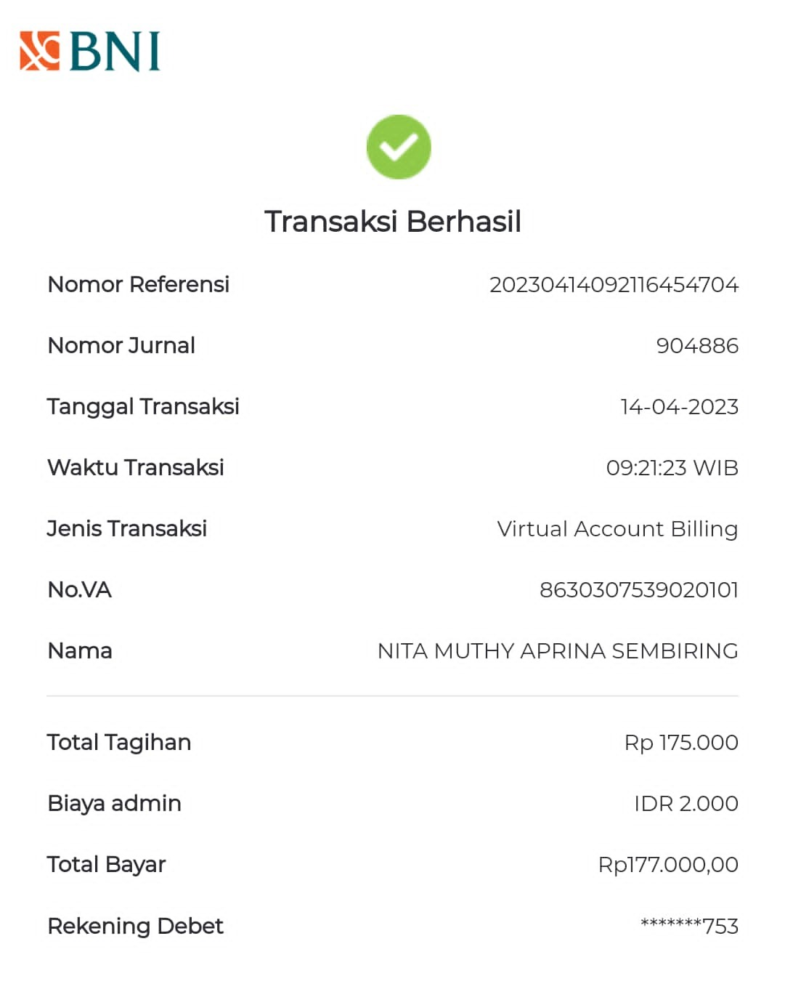 BNI
Transaksi Berhasil
Nomor Referensi 20230414092116454704
Nomor Jurnal 904886
Tanggal Transaksi 14-04-2023
Waktu Transaksi 09:21:23 WIB
Jenis Transaksi Virtual Account Billing
No.VA 8630307539020101
Nama NITA MUTHY APRINA SEMBIRING
Total Tagihan Rp 175.000
Biaya admin IDR 2.000
Total Bayar Rp177.000,00
Rekening Debet *******753